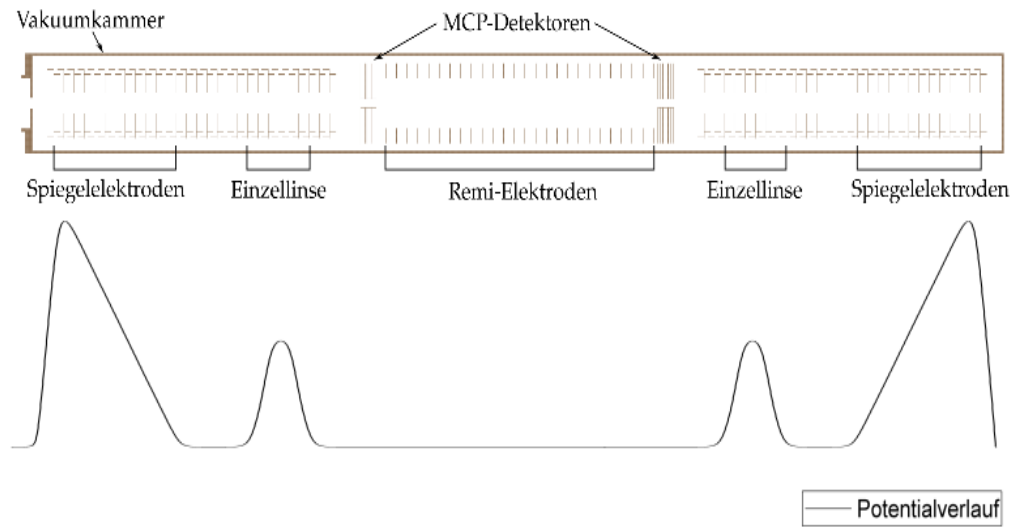 Vakuumkammer
MCP-Detektoren
Spiegelelektroden
Einzellinse
Remi-Elektroden
Einzellinse
Spiegelelektroden
Potentialverlauf